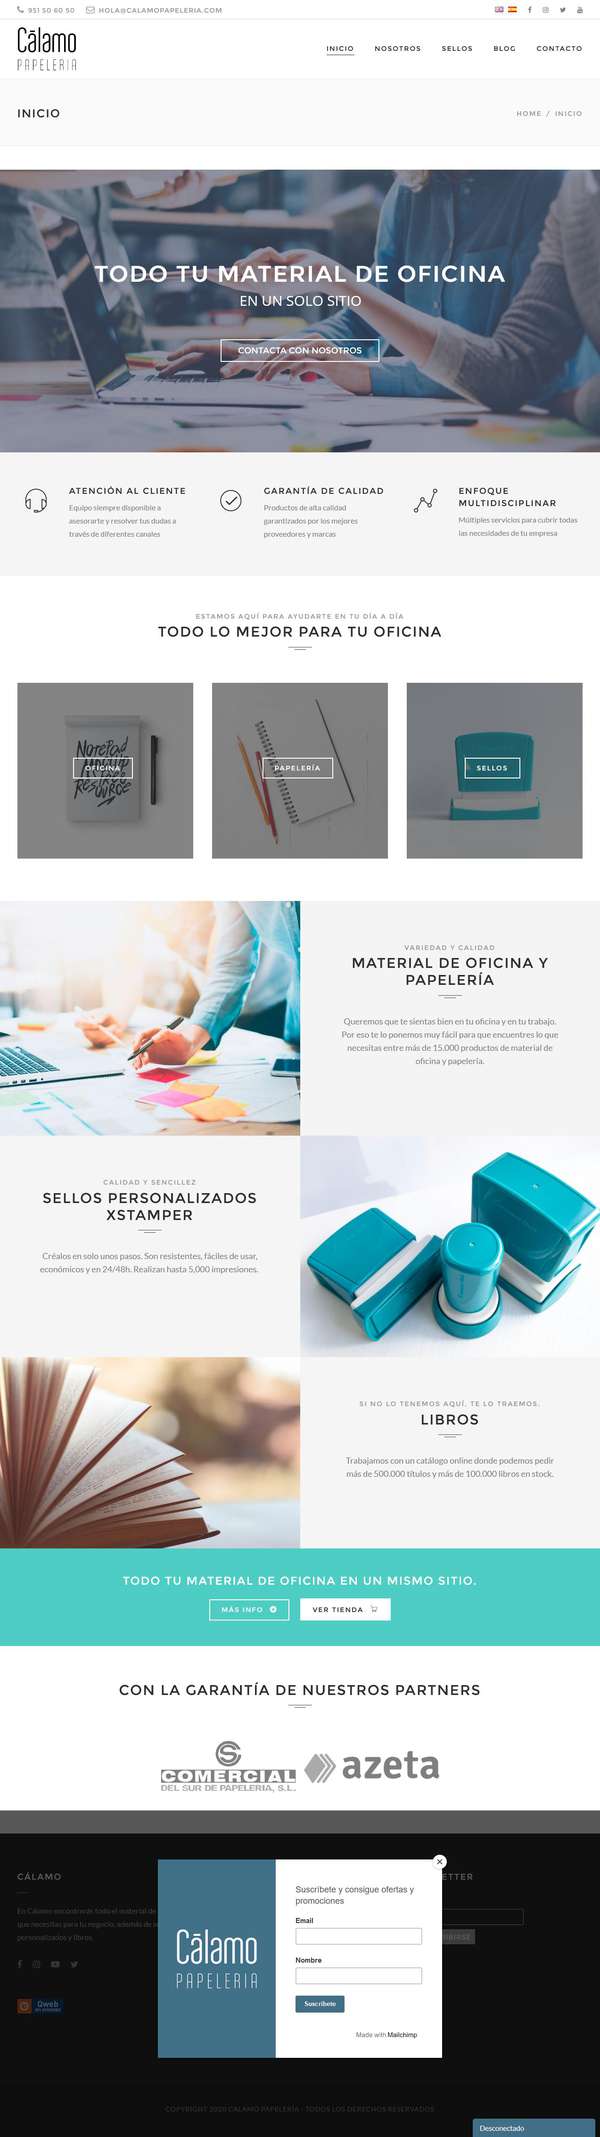 951 50 60 50 HOLA@CALAMOPAPELERIA.COM
Cálamo
PAPELERIA
INICIO NOSOTROS SELLOS BLOG CONTACTO
INICIO
HOME / INICIO
TODO TU MATERIAL DE OFICINA
EN UN SOLO SITIO
CONTACTA CON NOSOTROS
ATENCIÓN AL CLIENTE
Equipo siempre disponible a
asesorarte y resolver tus dudas a
través de diferentes canales
GARANTÍA DE CALIDAD
Productos de alta calidad
garantizados por los mejores
proveedores y marcas
ENFOQUE
MULTIDISCIPLINAR
Múltiples servicios para cubrir todas
las necesidades de tu empresa
ESTAMOS AQUÍ PARA AYUDARTE EN TU DÍA A DÍA
TODO LO MEJOR PARA TU OFICINA
NOTEPAD
MOCKUP
FREE
RESOURCE
OFICINA
PAPELERÍA
SELLOS
VARIEDAD Y CALIDAD
MATERIAL DE OFICINA Y
PAPELERÍA
Queremos que te sientas bien en tu oficina y en tu trabajo.
Por eso te lo ponemos muy fácil para que encuentres lo que
necesitas entre más de 15.000 productos de material de
oficina y papelería.
CALIDAD Y SENCILLEZ
SELLOS PERSONALIZADOS
XSTAMPER
Créalos en solo unos pasos. Son resistentes, fáciles de usar,
económicos y en 24/48h. Realizan hasta 5,000 impresiones.
SI NO LO TENEMOS AQUÍ, TE LO TRAEMOS.
LIBROS
Trabajamos con un catálogo online donde podemos pedir
más de 500.000 títulos y más de 100.000 libros en stock.
TODO TU MATERIAL DE OFICINA EN UN MISMO SITIO.
MÁS INFO
VER TIENDA
CON LA GARANTÍA DE NUESTROS PARTNERS
COMERCIAL
DEL SUR DE PAPELERIA, S.L.
azeta
CÁLAMO
En Cálamo encontrarás todo el material de
que necesitas para tu negocio, además de
personalizados y libros.
Qweb
ETTER
RIBIRSE
Cálamo
PAPELERIA
Suscríbete y consigue ofertas y
promociones
Email
Nombre
Suscríbete
Made with Mailchimp
COPYRIGHT 2020 CALAMO PAPELERÍA - TODOS LOS DERECHOS RESERVADOS
Desconectado